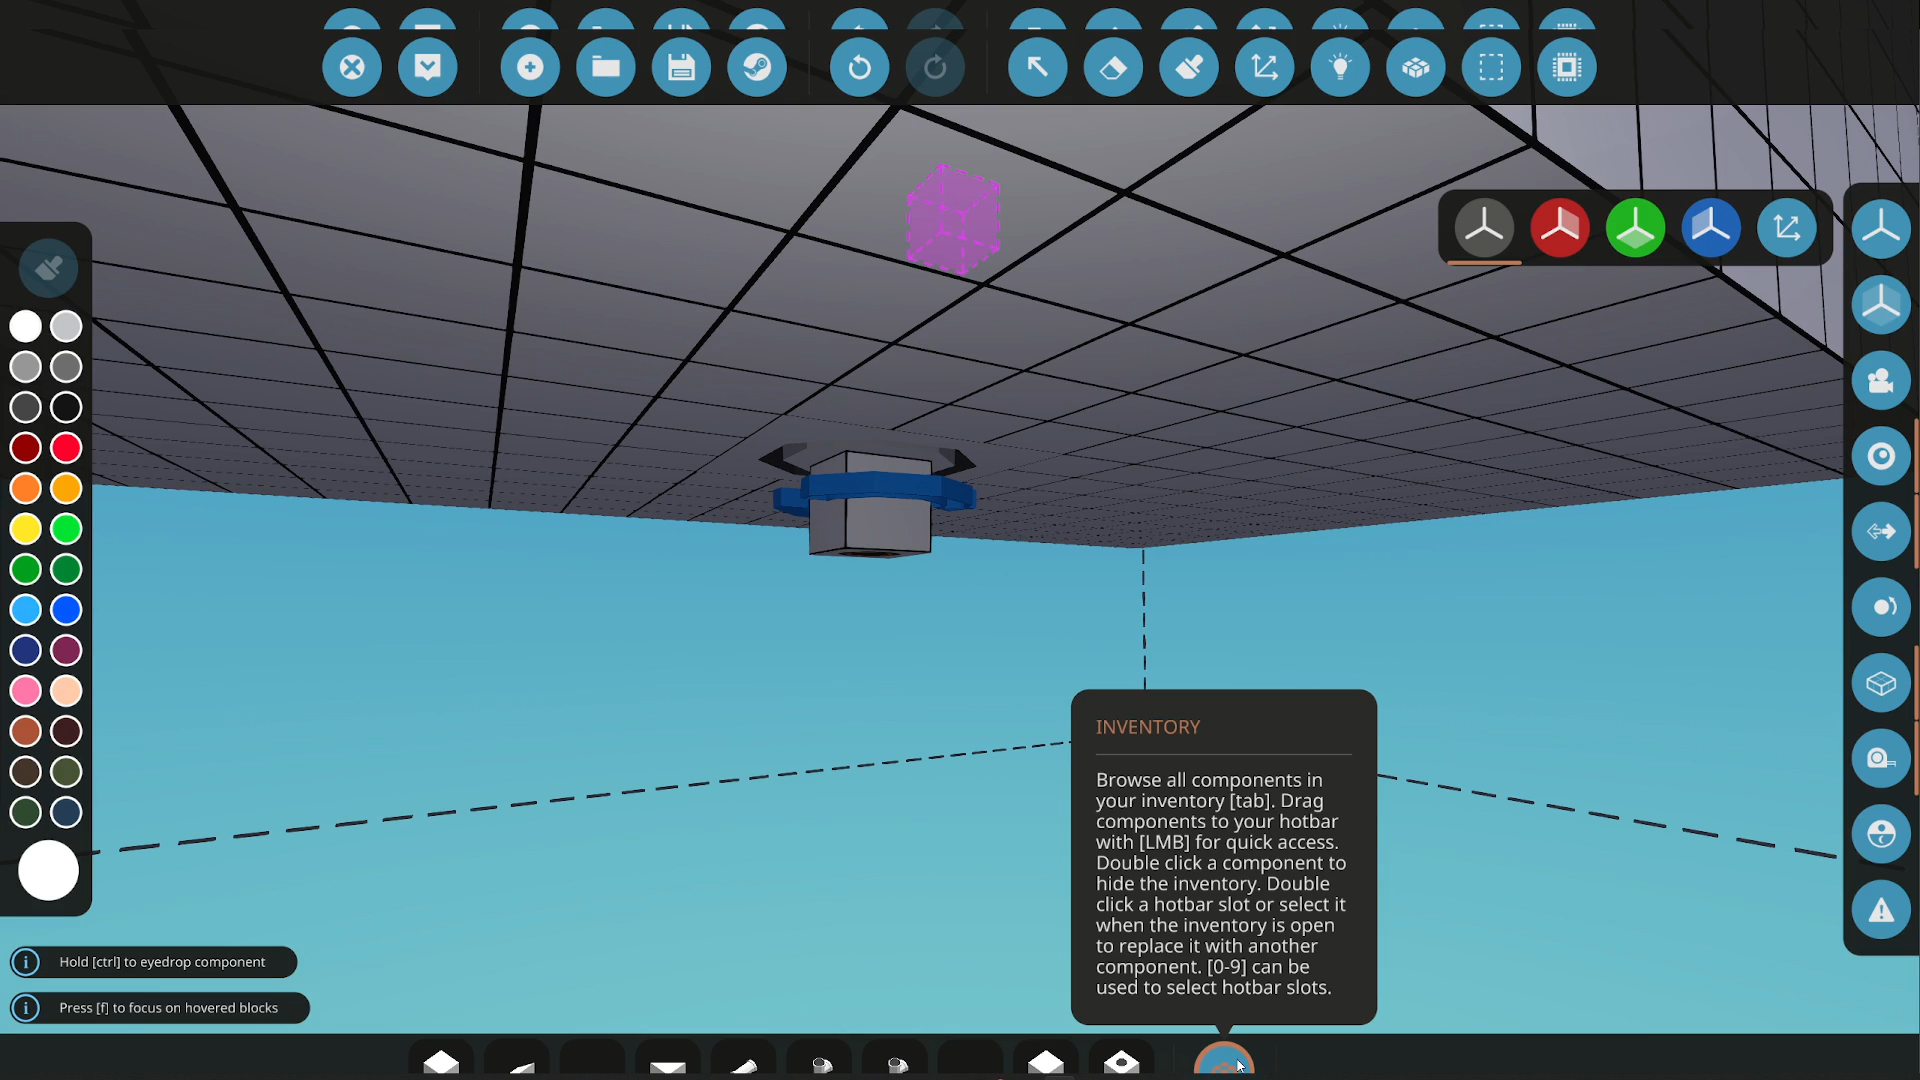 INVENTORY
Browse all components in
your inventory [tab]. Drag
components to your hotbar
with [LMB] for quick access.
Double click a component to
hide the inventory. Double
click a hotbar slot or select it
when the inventory is open
to replace it with another
component. [0-9] can be
used to select hotbar slots.
Hold [ctrl] to eyedrop component
Press [f] to focus on hovered blocks